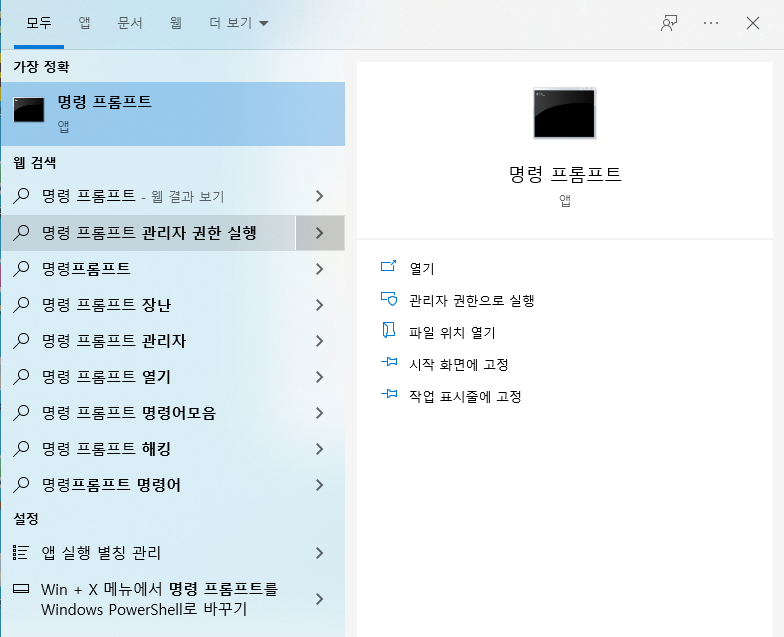 모두 앱 문서 웹 더 보기
가장 정확
명령 프롬프트
앱
웹 검색
명령 프롬프트 - 웹 결과 보기
명령 프롬프트 관리자 권한 실행
명령프롬프트
명령 프롬프트 장난
명령 프롬프트 관리자
명령 프롬프트 열기
명령 프롬프트 명령어모음
명령 프롬프트 해킹
명령프롬프트 명령어
설정
앱 실행 별칭 관리
Win + X 메뉴에서 명령 프롬프트를
Windows PowerShell로 바꾸기
명령 프롬프트
앱
열기
관리자 권한으로 실행
파일 위치 열기
시작 화면에 고정
작업 표시줄에 고정